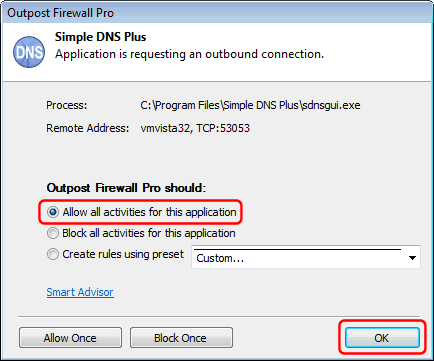 Outpost Firewall Pro
DNS
Simple DNS Plus
Application is requesting an outbound connection.
Process: C:\Program Files\Simple DNS Plus\sdnsgui.exe
Remote Address: vmvista32, TCP:53053
Outpost Firewall Pro should:
Allow all activities for this application
Block all activities for this application
Create rules using preset Custom...
Smart Advisor
Allow Once Block Once OK